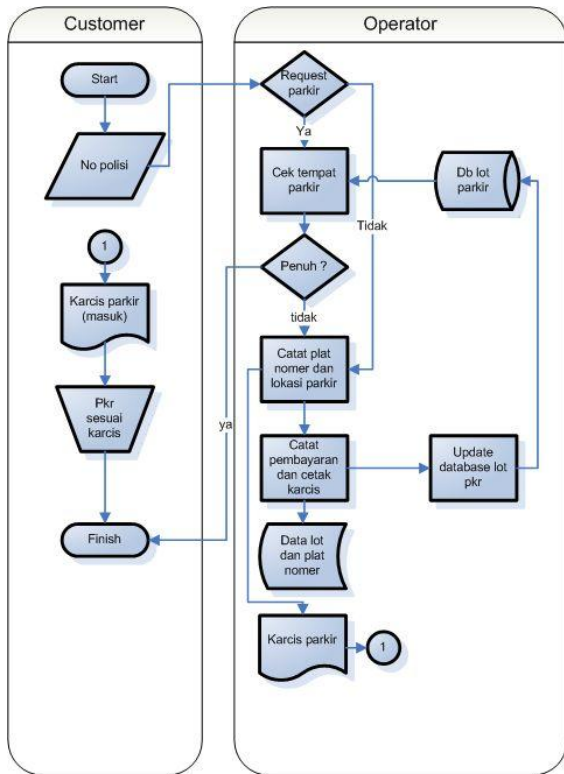 Customer
Start
No polisi
1
Karcis parkir
(masuk)
Pkr
sesuai
karcis
Finish
Operator
Request
parkir
Ya
Tidak
Cek tempat
parkir
Db lot
parkir
Penuh ?
ya
tidak
Catat plat
nomer dan
lokasi parkir
Catat
pembayaran
dan cetak
karcis
Update
database lot
pkr
Data lot
dan plat
nomer
Karcis parkir
1